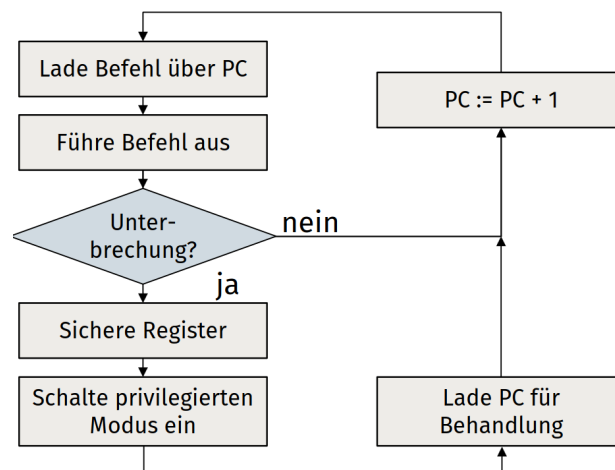 Lade Befehl über PC
PC := PC + 1
Führe Befehl aus
Unter-
brechung?
nein
ja
Sichere Register
Schalte privilegierten
Modus ein
Lade PC für
Behandlung